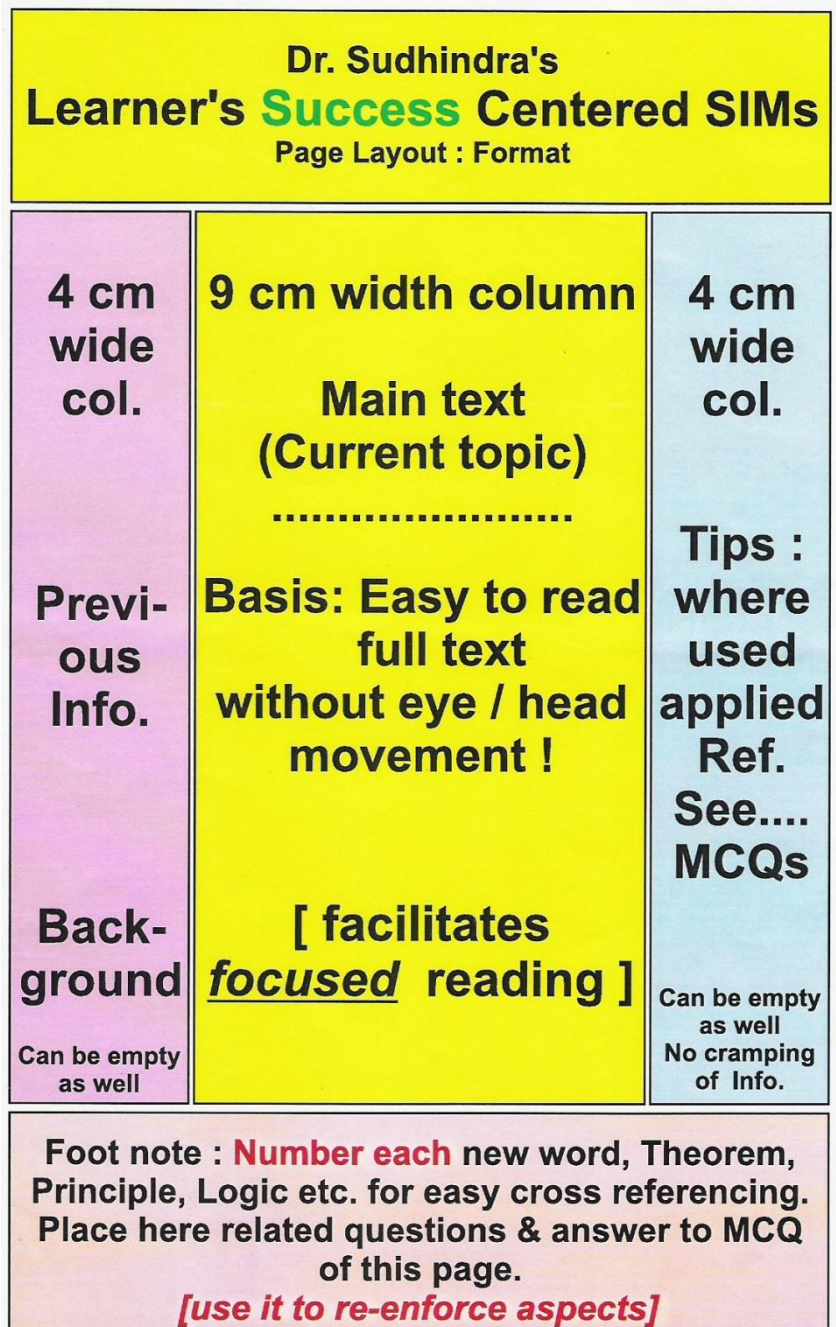 Dr. Sudhindra's
Learner's Success Centered SIMs
Page Layout : Format
4 cm
wide
col.
Previ-
ous
Info.
Back-
ground
Can be empty
as well
9 cm width column
Main text
(Current topic)
.......................
Basis: Easy to read
full text
without eye / head
movement !
[ facilitates
focused reading ]
4 cm
wide
col.
Tips :
where
used
applied
Ref.
See....
MCQs
Can be empty
as well
No cramping
of Info.
Foot note : Number each new word, Theorem,
Principle, Logic etc. for easy cross referencing.
Place here related questions & answer to MCQ
of this page.
[use it to re-enforce aspects]